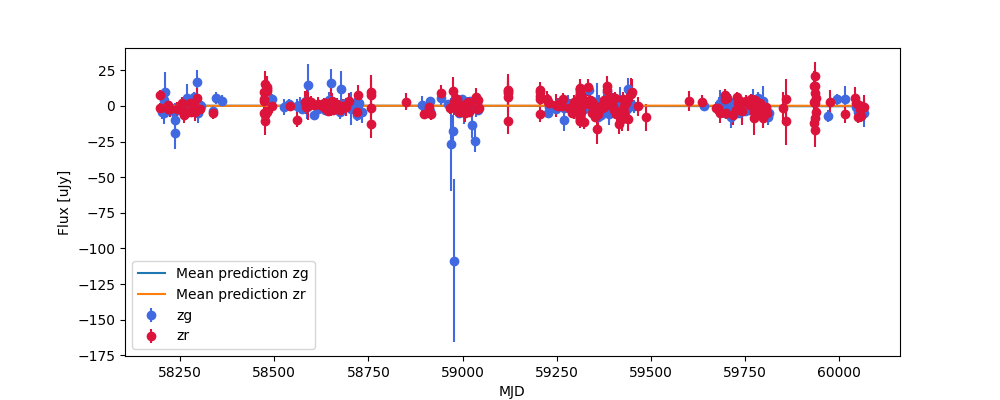 25
0
−25
−50
−75
−100
−125
−150
−175
Flux [uJy]
Mean prediction zg
Mean prediction zr
zg
zr
58250 58500 58750 59000 59250 59500 59750 60000
MJD